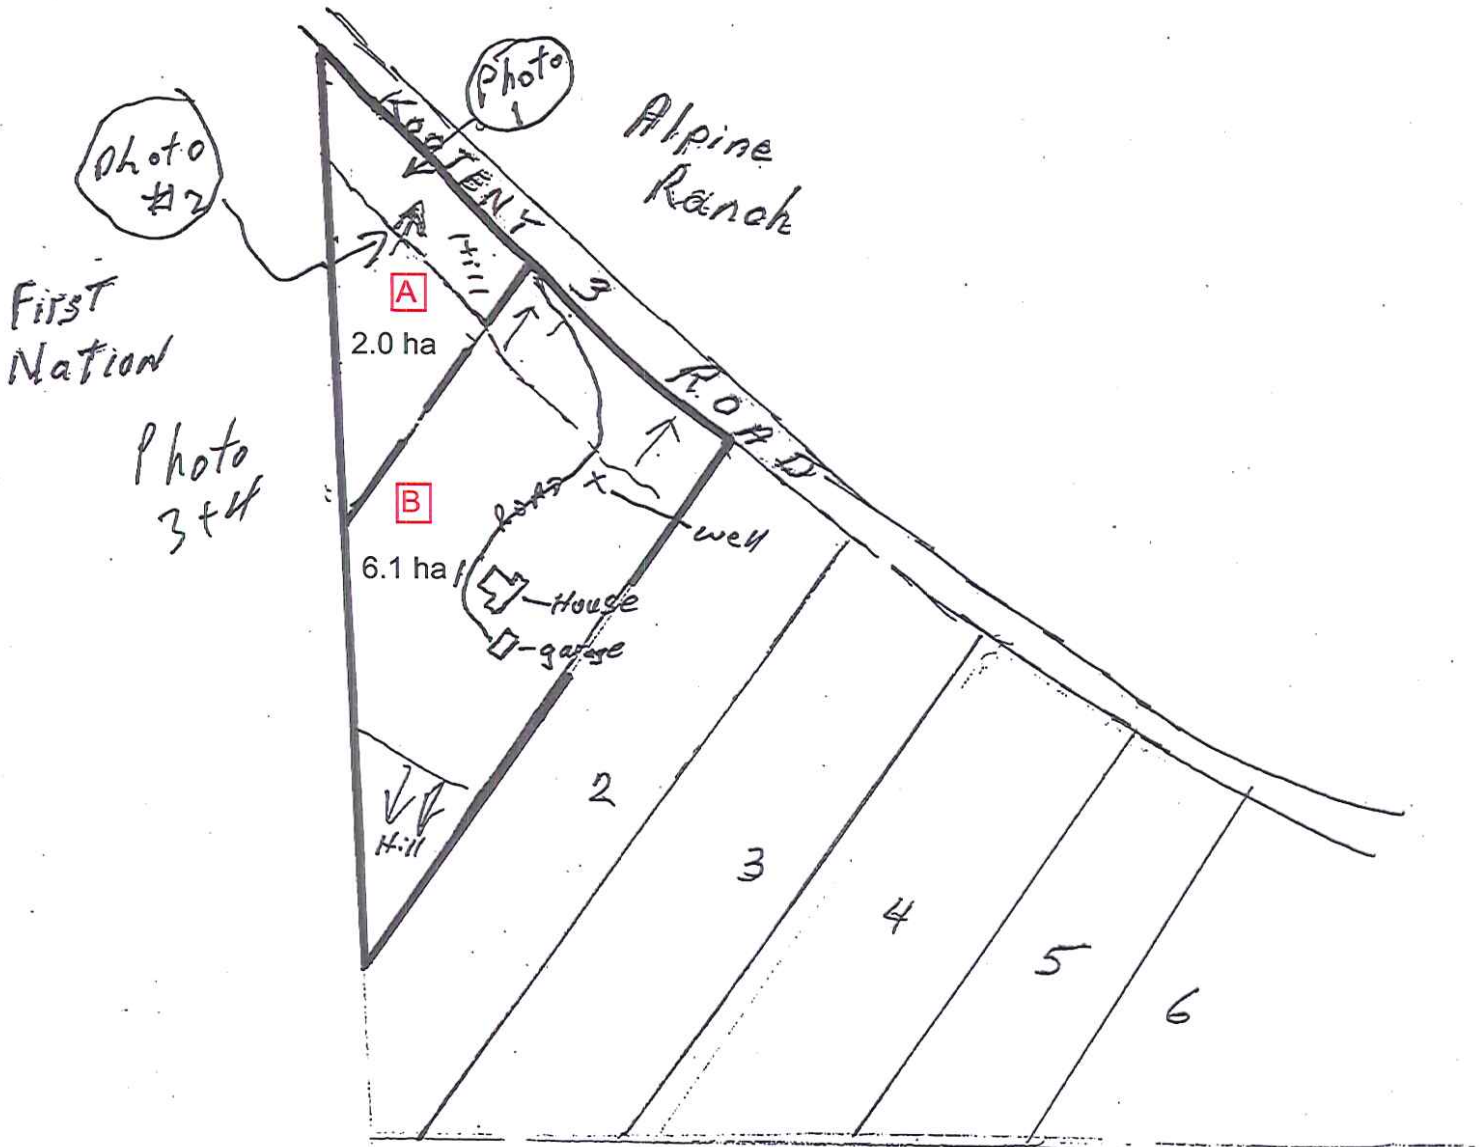 Photo
1
Alpine
Ranch
photo
#2
KOOTENY 3 ROAD
Hill
First
Nation
A
2.0 ha
Photo
3+4
B
6.1 ha
ROAD
x
well
House
garage
Hill
2
3
4
5
6